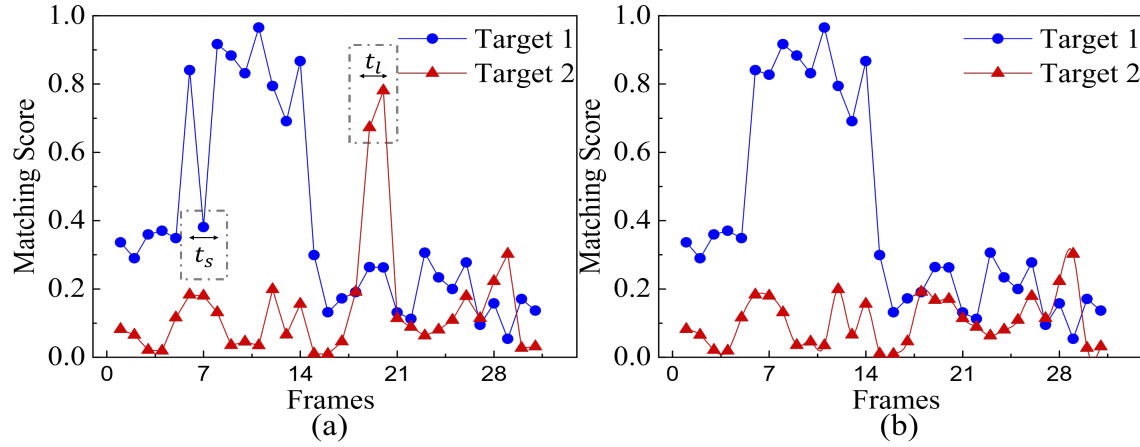 1.0
0.8
0.6
0.4
0.2
0.0
Matching Score
Target 1
Target 2
t_l
t_s
0
7
14
21
28
Frames
(a)
1.0
0.8
0.6
0.4
0.2
0.0
Matching Score
Target 1
Target 2
0
7
14
21
28
Frames
(b)